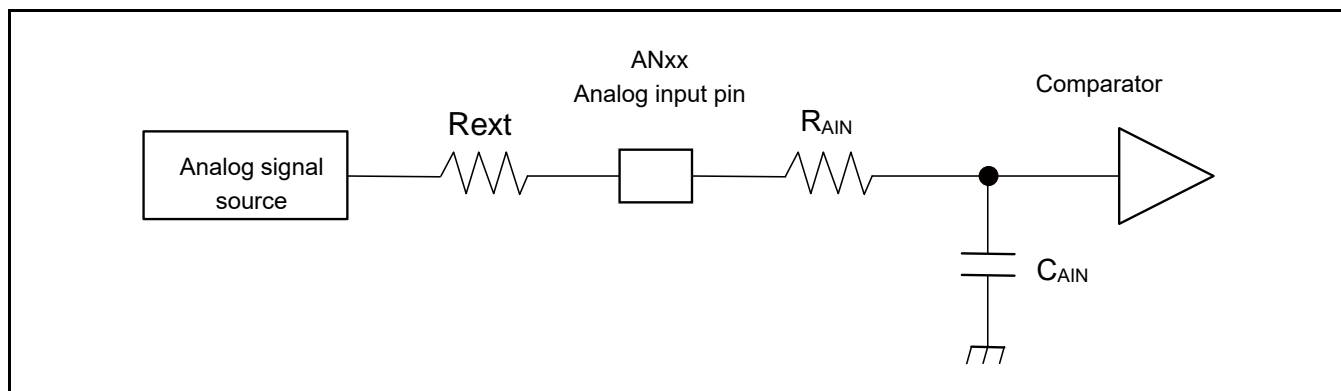 ANxx
Analog input pin
Comparator
Rext
RAIN
Analog signal
source
CAIN